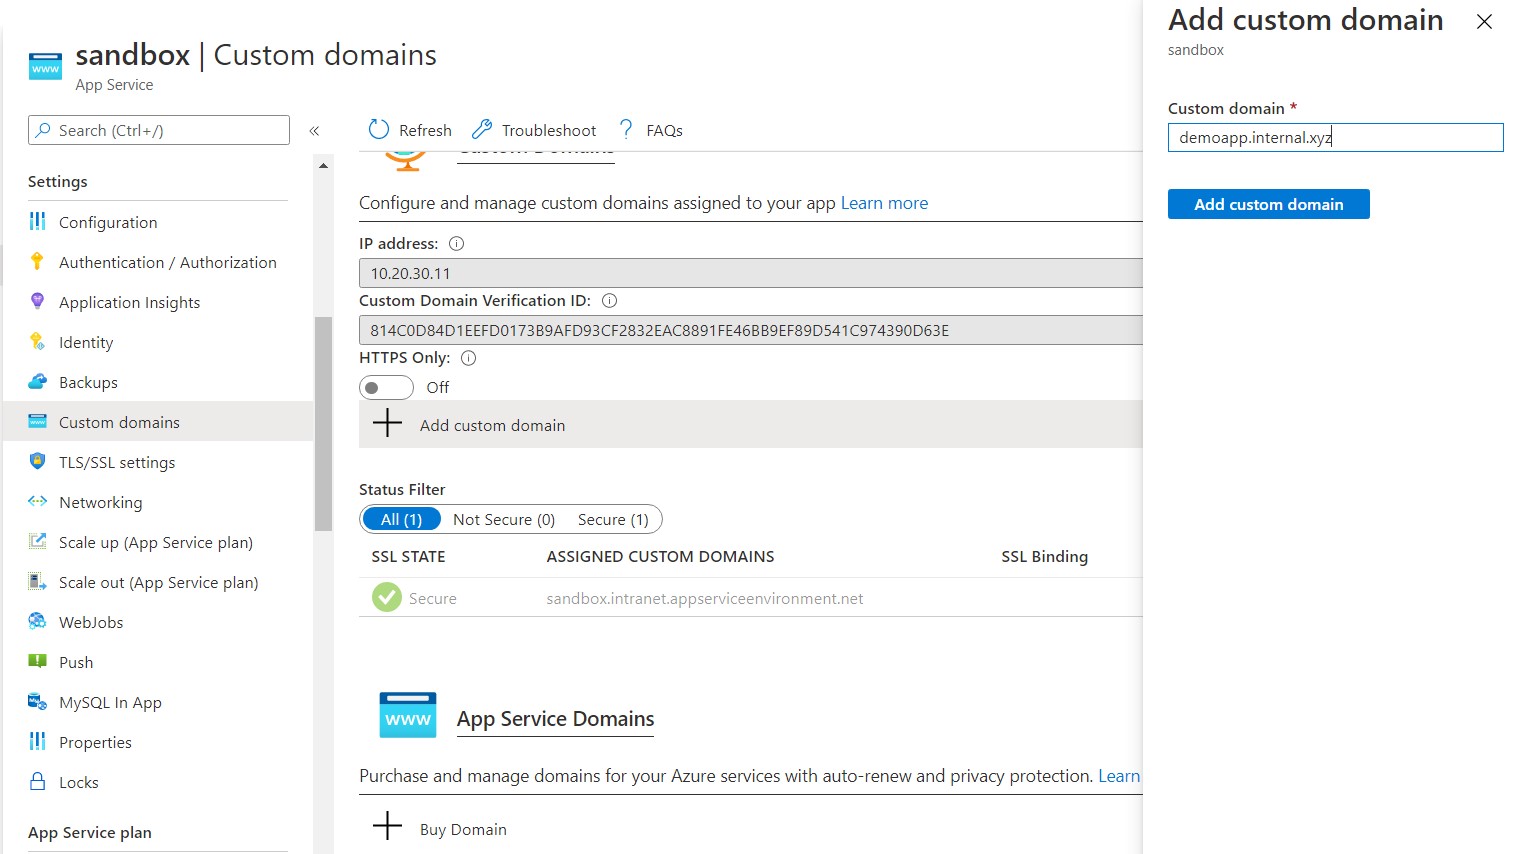 sandbox | Custom domains
App Service
Search (Ctrl+/)
«
Settings
Configuration
Authentication / Authorization
Application Insights
Identity
Backups
Custom domains
TLS/SSL settings
Networking
Scale up (App Service plan)
Scale out (App Service plan)
WebJobs
Push
MySQL In App
Properties
Locks
App Service plan
Refresh
Troubleshoot
? FAQs
Custom Domains
Configure and manage custom domains assigned to your app Learn more
IP address:
10.20.30.11
Custom Domain Verification ID:
814C0D84D1EEFD0173B9AFD93CF2832EAC8891FE46BB9EF89D541C974390D63E
HTTPS Only:
Off
Add custom domain
Status Filter
All (1) Not Secure (0) Secure (1)
SSL STATE ASSIGNED CUSTOM DOMAINS SSL Binding
Secure sandbox.intranet.appserviceenvironment.net
www
App Service Domains
Purchase and manage domains for your Azure services with auto-renew and privacy protection. Learn
Buy Domain
Add custom domain
sandbox
Custom domain *
demoapp.internal.xyz
Add custom domain